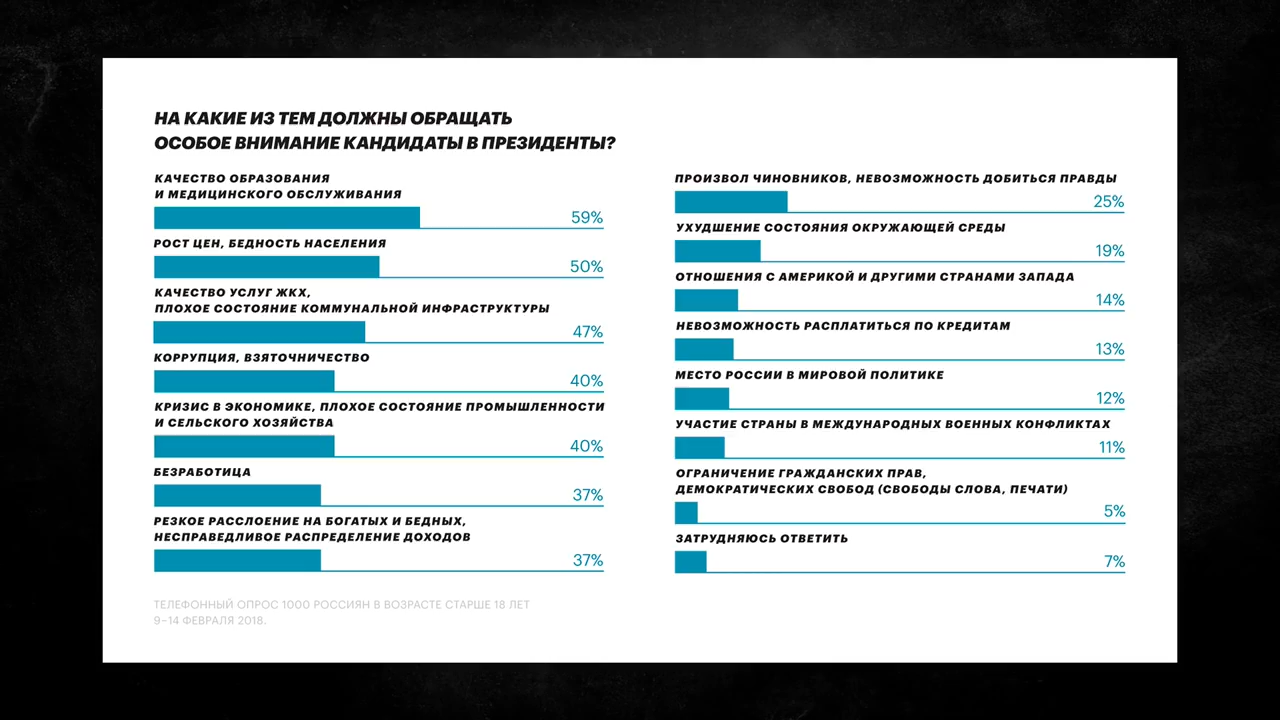 НА КАКИЕ ИЗ ТЕМ ДОЛЖНЫ ОБРАЩАТЬ
ОСОБОЕ ВНИМАНИЕ КАНДИДАТЫ В ПРЕЗИДЕНТЫ?
КАЧЕСТВО ОБРАЗОВАНИЯ
И МЕДИЦИНСКОГО ОБСЛУЖИВАНИЯ
59%
РОСТ ЦЕН, БЕДНОСТЬ НАСЕЛЕНИЯ
50%
КАЧЕСТВО УСЛУГ ЖКХ,
ПЛОХОЕ СОСТОЯНИЕ КОММУНАЛЬНОЙ ИНФРАСТРУКТУРЫ
47%
КОРРУПЦИЯ, ВЗЯТОЧНИЧЕСТВО
40%
КРИЗИС В ЭКОНОМИКЕ, ПЛОХОЕ СОСТОЯНИЕ ПРОМЫШЛЕННОСТИ
И СЕЛЬСКОГО ХОЗЯЙСТВА
40%
БЕЗРАБОТИЦА
37%
РЕЗКОЕ РАССЛОЕНИЕ НА БОГАТЫХ И БЕДНЫХ,
НЕСПРАВЕДЛИВОЕ РАСПРЕДЕЛЕНИЕ ДОХОДОВ
37%
ПРОИЗВОЛ ЧИНОВНИКОВ, НЕВОЗМОЖНОСТЬ ДОБИТЬСЯ ПРАВДЫ
25%
УХУДШЕНИЕ СОСТОЯНИЯ ОКРУЖАЮЩЕЙ СРЕДЫ
19%
ОТНОШЕНИЯ С АМЕРИКОЙ И ДРУГИМИ СТРАНАМИ ЗАПАДА
14%
НЕВОЗМОЖНОСТЬ РАСПЛАТИТЬСЯ ПО КРЕДИТАМ
13%
МЕСТО РОССИИ В МИРОВОЙ ПОЛИТИКЕ
12%
УЧАСТИЕ СТРАНЫ В МЕЖДУНАРОДНЫХ ВОЕННЫХ КОНФЛИКТАХ
11%
ОГРАНИЧЕНИЕ ГРАЖДАНСКИХ ПРАВ,
ДЕМОКРАТИЧЕСКИХ СВОБОД (СВОБОДЫ СЛОВА, ПЕЧАТИ)
5%
ЗАТРУДНЯЮСЬ ОТВЕТИТЬ
7%
ТЕЛЕФОННЫЙ ОПРОС 1000 РОССИЯН В ВОЗРАСТЕ СТАРШЕ 18 ЛЕТ
9–14 ФЕВРАЛЯ 2018.